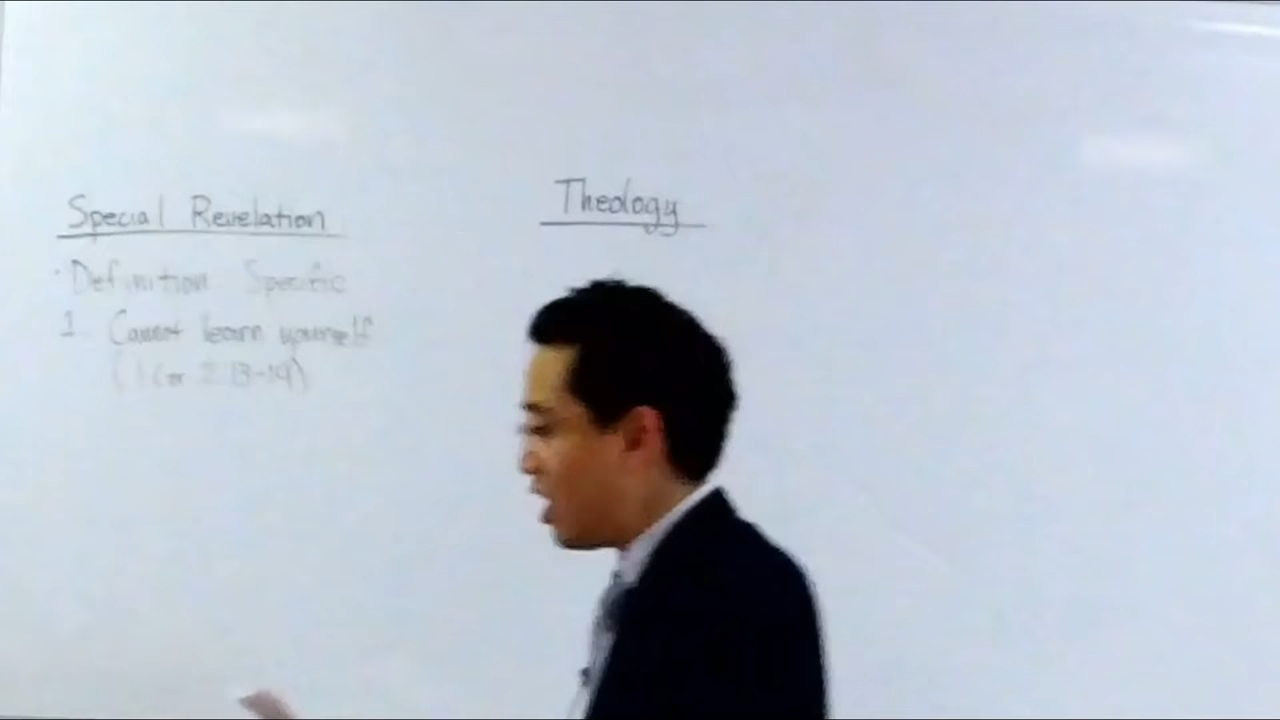 Special Revelation
Theology
· Definition: Specific
1. Cannot learn yourself
(1 Cor 2:13-14)